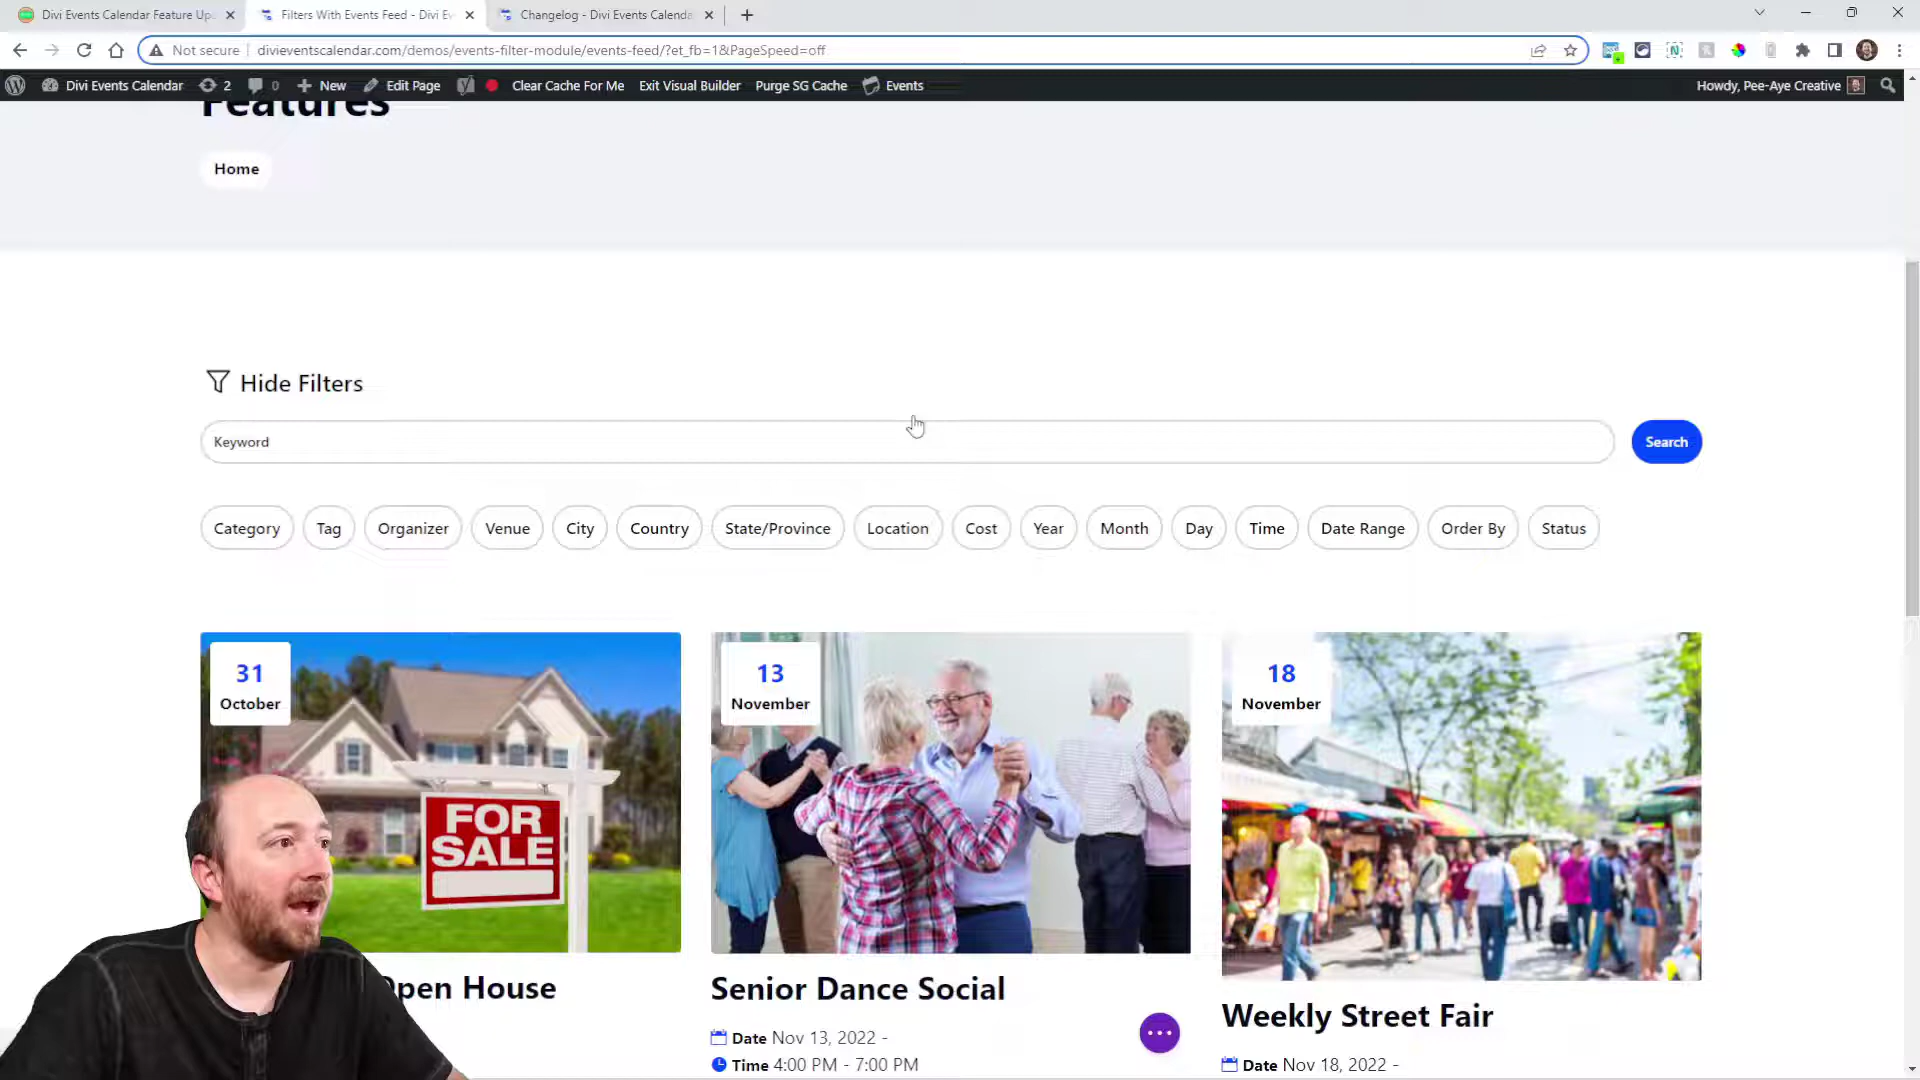 Divi Events Calendar Feature Up
Filters With Events Feed - Divi Ev
Changelog - Divi Events Calenda
Not secure
divieventscalendar.com/demos/events-filter-module/events-feed/?et_fb=1&PageSpeed=off
Divi Events Calendar
2
0
New
Edit Page
Clear Cache For Me
Exit Visual Builder
Purge SG Cache
Events
Howdy, Pee-Aye Creative
Features
Home
Hide Filters
Keyword
Search
Category
Tag
Organizer
Venue
City
Country
State/Province
Location
Cost
Year
Month
Day
Time
Date Range
Order By
Status
31
October
13
November
18
November
FOR
SALE
Open House
Senior Dance Social
Weekly Street Fair
Date Nov 13, 2022 -
Time 4:00 PM - 7:00 PM
Date Nov 18, 2022 -